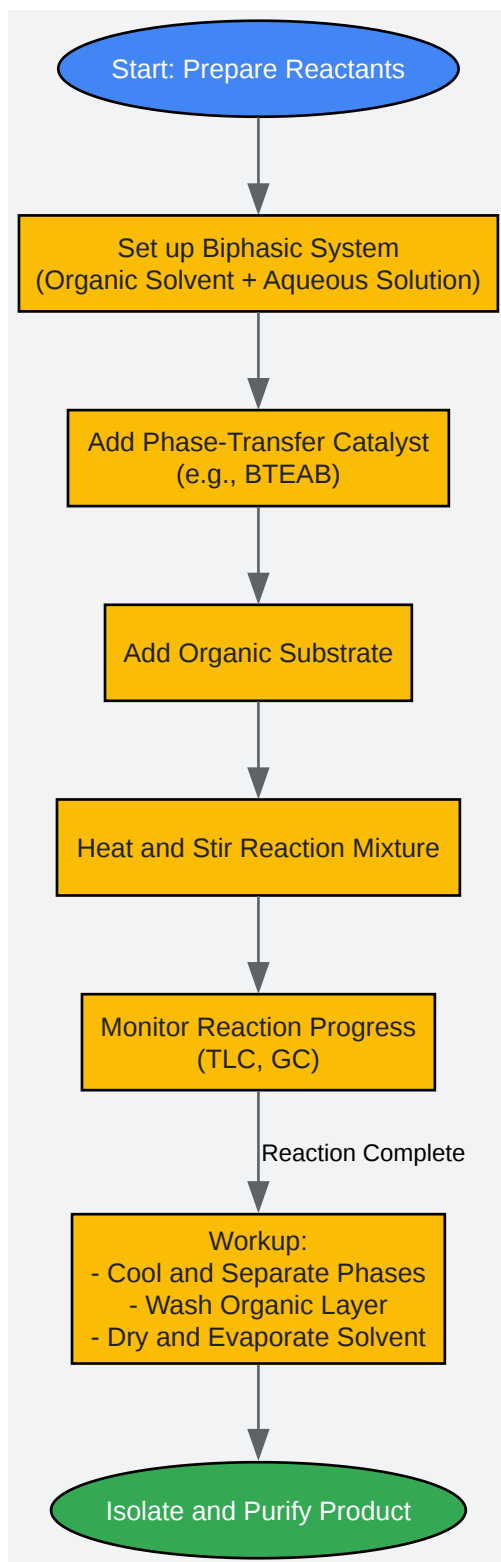 Start: Prepare Reactants
Set up Biphasic System
(Organic Solvent + Aqueous Solution)
Add Phase-Transfer Catalyst
(e.g., BTEAB)
Add Organic Substrate
Heat and Stir Reaction Mixture
Monitor Reaction Progress
(TLC, GC)
Reaction Complete
Workup:
- Cool and Separate Phases
- Wash Organic Layer
- Dry and Evaporate Solvent
Isolate and Purify Product